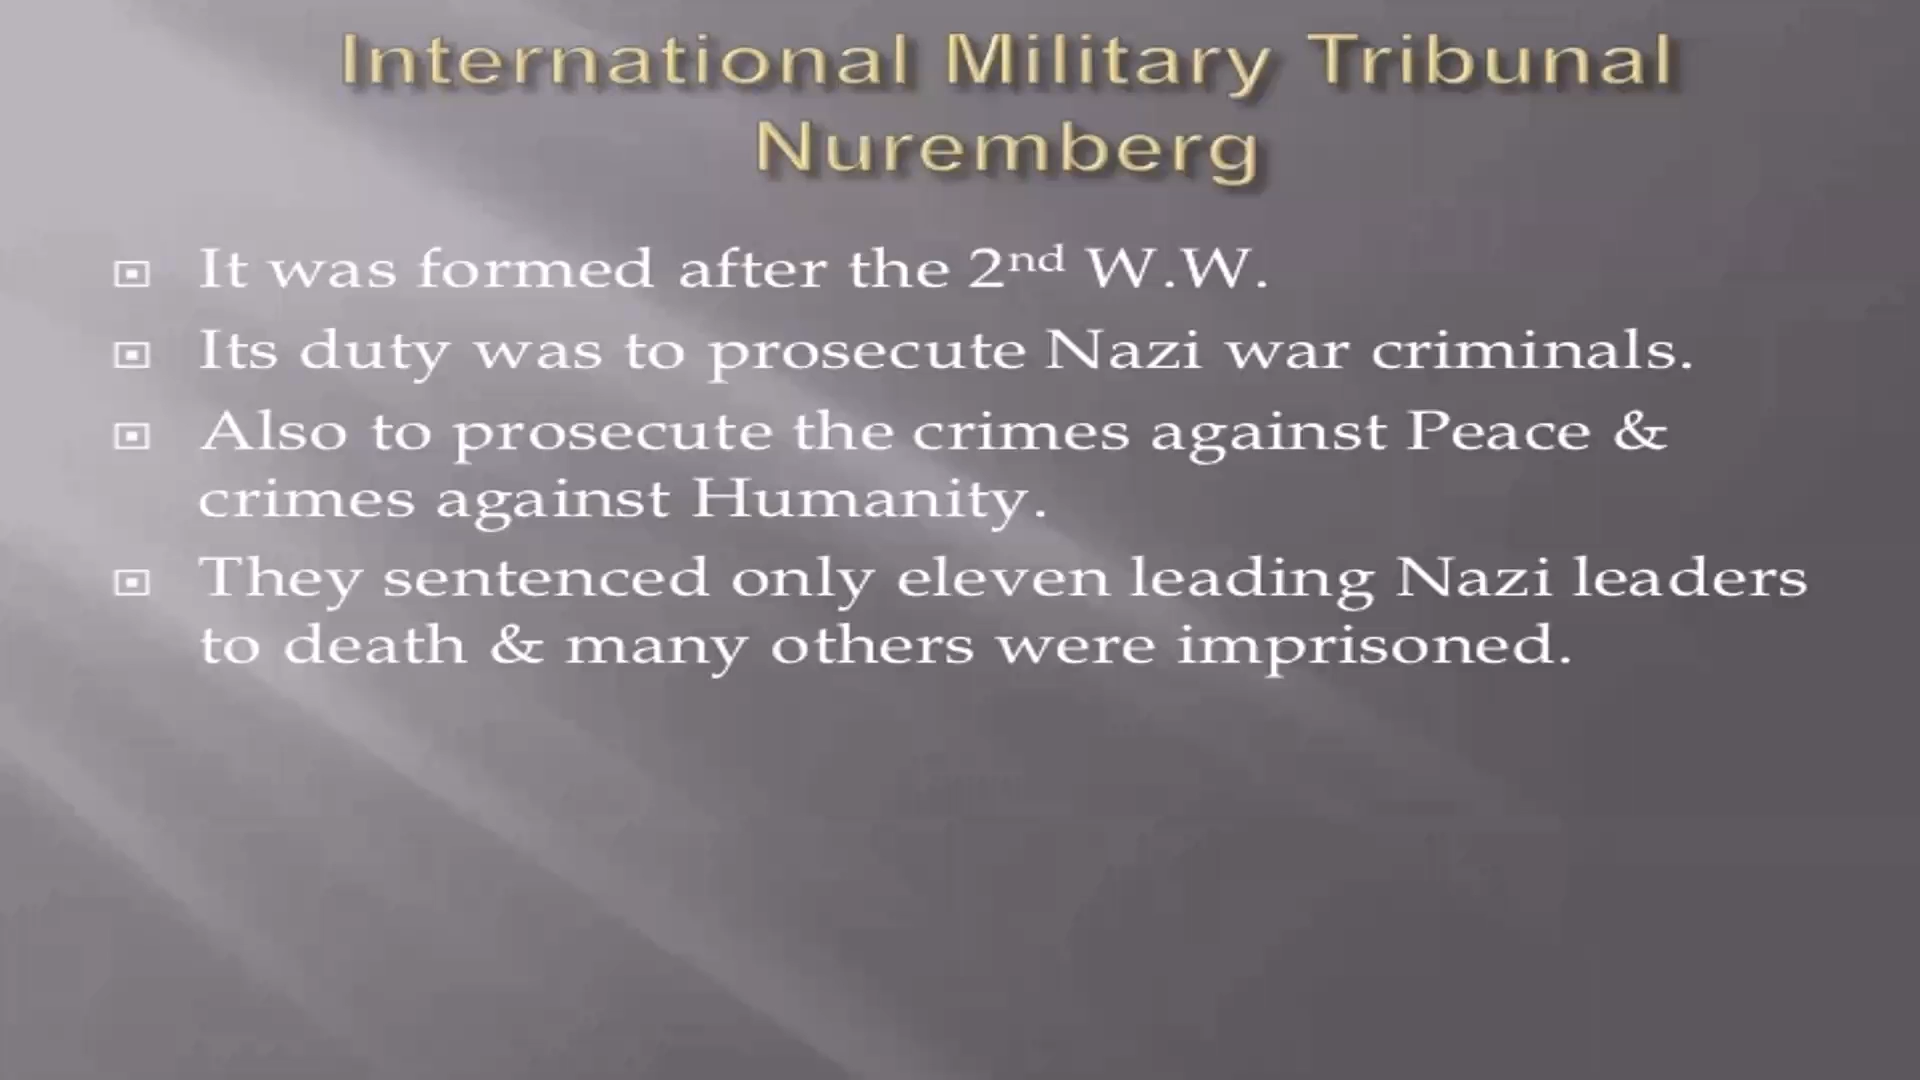 International Military Tribunal
Nuremberg
It was formed after the 2nd W.W.
Its duty was to prosecute Nazi war criminals.
Also to prosecute the crimes against Peace &
crimes against Humanity.
They sentenced only eleven leading Nazi leaders
to death & many others were imprisoned.